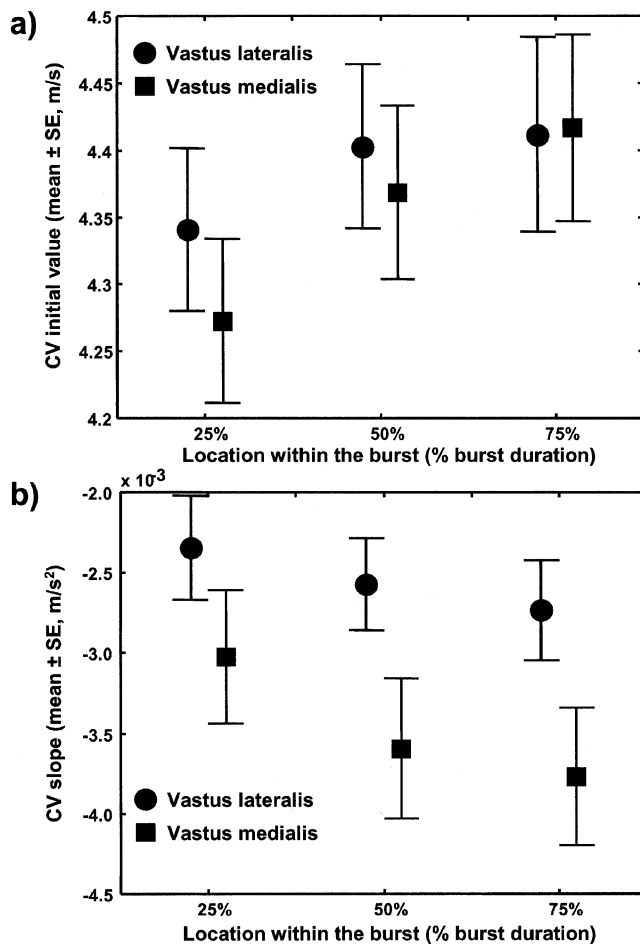 a)
CV initial value (mean ± SE, m/s)
4.5
4.45
4.4
4.35
4.3
4.25
4.2
Vastus lateralis
Vastus medialis
25%
50%
75%
Location within the burst (% burst duration)
b)
x 10⁻³
CV slope (mean ± SE, m/s²)
-2.0
-2.5
-3.0
-3.5
-4.0
-4.5
Vastus lateralis
Vastus medialis
25%
50%
75%
Location within the burst (% burst duration)